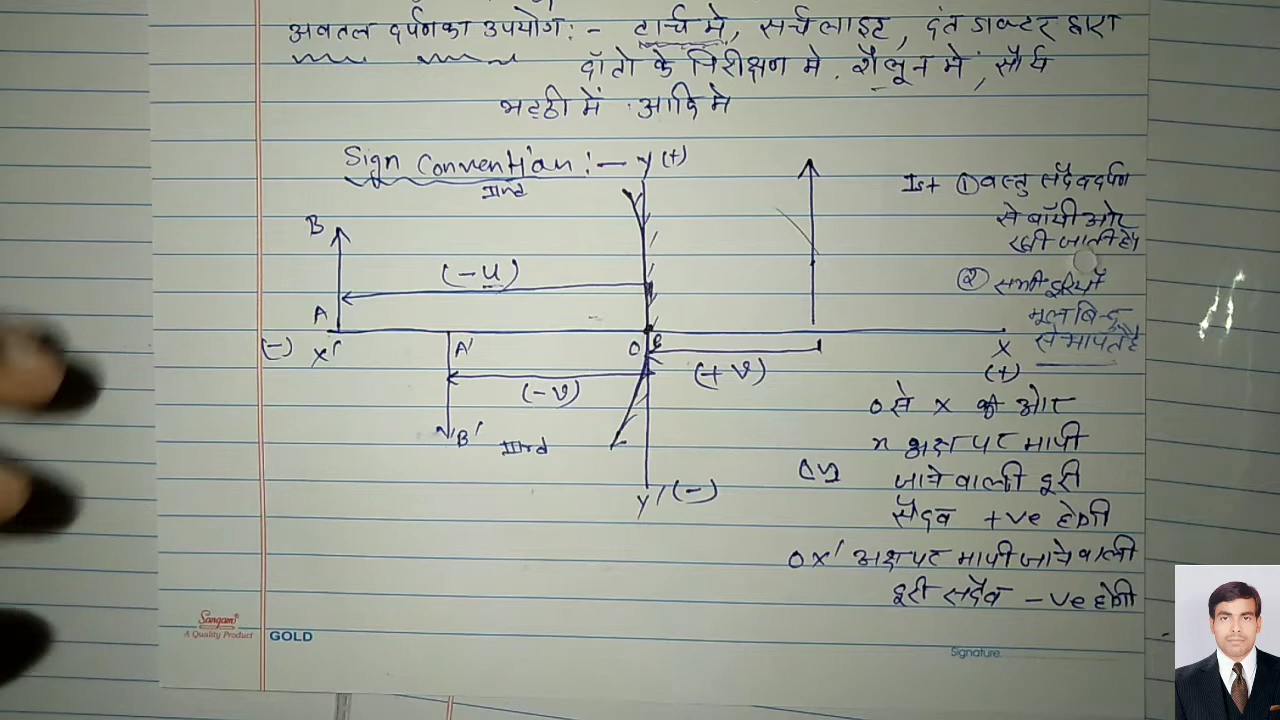 अवतल दर्पण का उपयोग :- टार्च मे, सर्च लाइट, दंत डाक्टर द्वारा
दाँतो के निरीक्षण मे. शैलून में, सौर्य
भट्ठी में आदि मे
Sign Convention :- Y (+)
IInd
Ist ① वस्तु सदैव दर्पण
से बाँयी ओर
रखी जाती है।
B
(-u)
② सभी दूरियाँ
मूल बिन्दु
से मापते है
A
(-) X'
A'
O
X
(+)
(-v)
(+v)
B'
IIIrd
Y' (-)
O से X की ओर
x अक्ष पर मापी
जाने वाली दूरी
सदैव +ve होगी
OX' अक्ष पर मापी जाने वाली
दूरी सदैव -ve होगी
Sangam
A Quality Product GOLD
Signature